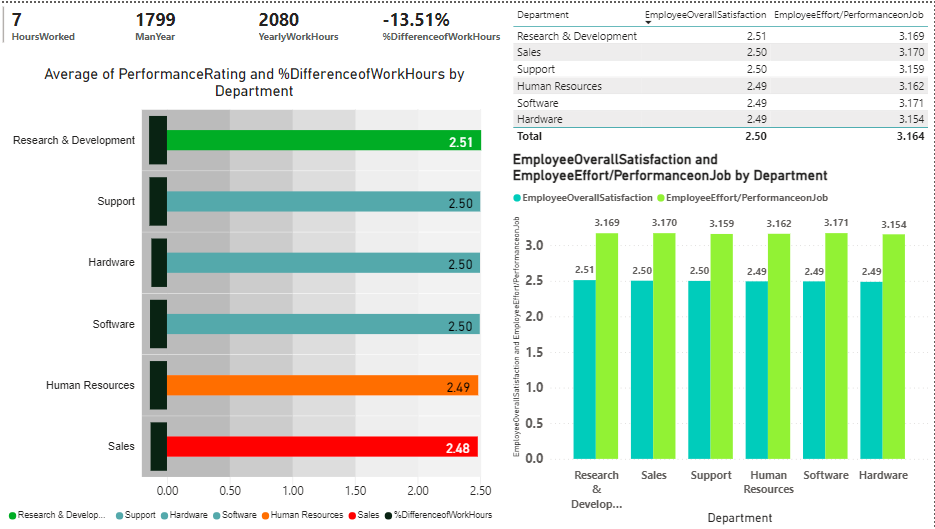 7
HoursWorked
1799
ManYear
2080
YearlyWorkHours
-13.51%
%DifferenceofWorkHours
Average of PerformanceRating and %DifferenceofWorkHours by
Department
Research & Development
2.51
Support
2.50
Hardware
2.50
Software
2.50
Human Resources
2.49
Sales
2.48
0.00 0.50 1.00 1.50 2.00 2.50
Research & Develop... Support Hardware Software Human Resources Sales %DifferenceofWorkHours
Department EmployeeOverallSatisfaction EmployeeEffort/PerformanceonJob
Research & Development 2.51 3.169
Sales 2.50 3.170
Support 2.50 3.159
Human Resources 2.49 3.162
Software 2.49 3.171
Hardware 2.49 3.154
Total 2.50 3.164
EmployeeOverallSatisfaction and
EmployeeEffort/PerformanceonJob by Department
EmployeeOverallSatisfaction EmployeeEffort/PerformanceonJob
EmployeeOverallSatisfaction and EmployeeEffort/PerformanceonJob
3.0
2.5
2.0
1.5
1.0
0.5
0.0
3.169 3.170 3.159 3.162 3.171 3.154
2.51 2.50 2.50 2.49 2.49 2.49
Research
&
Develop...
Sales
Support
Human
Resources
Software
Hardware
Department